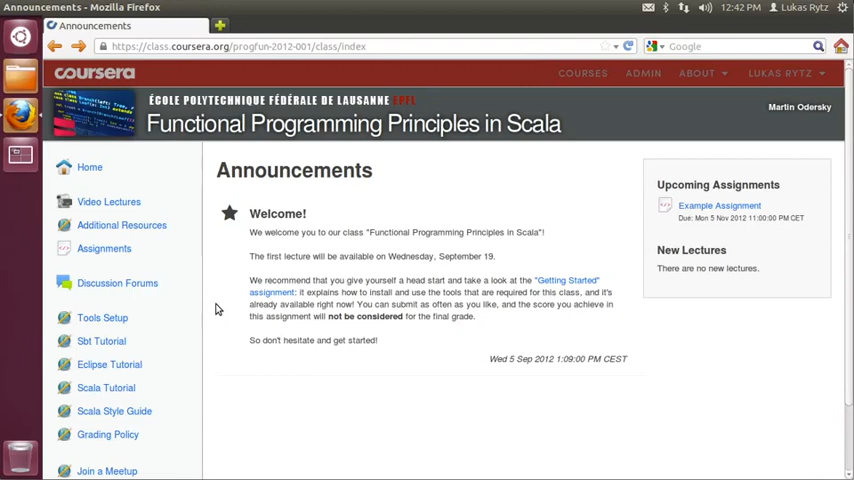 Announcements - Mozilla Firefox
12:42 PM
Lukas Rytz
Announcements
https://class.coursera.org/progfun-2012-001/class/index
Google
coursera
COURSES
ADMIN
ABOUT
LUKAS RYTZ
ÉCOLE POLYTECHNIQUE FÉDÉRALE DE LAUSANNE EPFL
Functional Programming Principles in Scala
Martin Odersky
Home
Video Lectures
Additional Resources
Assignments
Discussion Forums
Tools Setup
Sbt Tutorial
Eclipse Tutorial
Scala Tutorial
Scala Style Guide
Grading Policy
Join a Meetup
Announcements
Welcome!
We welcome you to our class "Functional Programming Principles in Scala"!
The first lecture will be available on Wednesday, September 19.
We recommend that you give yourself a head start and take a look at the "Getting Started"
assignment: it explains how to install and use the tools that are required for this class, and it's
already available right now! You can submit as often as you like, and the score you achieve in
this assignment will not be considered for the final grade.
So don't hesitate and get started!
Wed 5 Sep 2012 1:09:00 PM CEST
Upcoming Assignments
Example Assignment
Due: Mon 5 Nov 2012 11:00:00 PM CET
New Lectures
There are no new lectures.